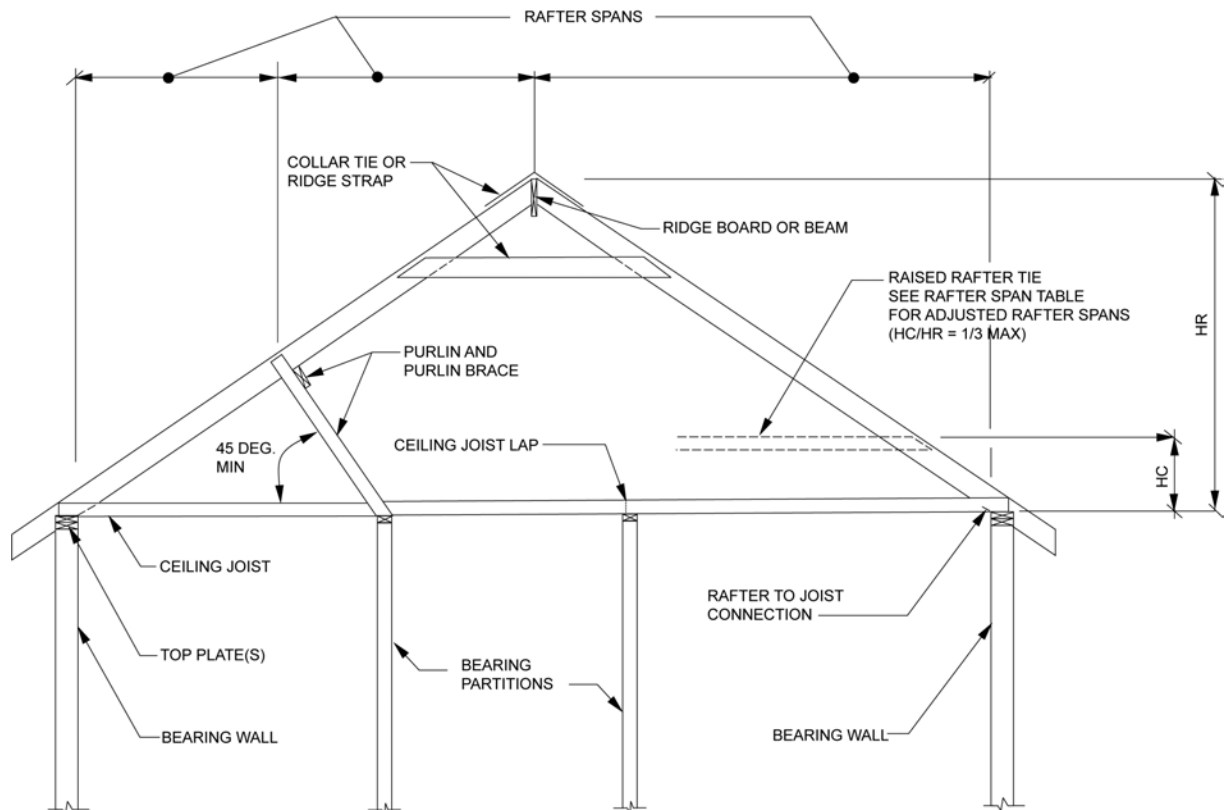 RAFTER SPANS
COLLAR TIE OR
RIDGE STRAP
RIDGE BOARD OR BEAM
RAISED RAFTER TIE
SEE RAFTER SPAN TABLE
FOR ADJUSTED RAFTER SPANS
(HC/HR = 1/3 MAX)
HR
PURLIN AND
PURLIN BRACE
45 DEG.
MIN
CEILING JOIST LAP
HC
CEILING JOIST
RAFTER TO JOIST
CONNECTION
TOP PLATE(S)
BEARING
PARTITIONS
BEARING WALL
BEARING WALL